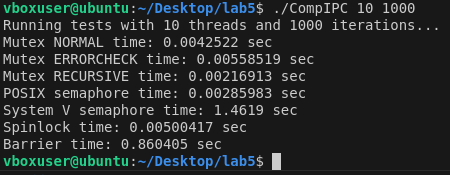 vboxuser@ubuntu:~/Desktop/lab5$ ./CompIPC 10 1000
Running tests with 10 threads and 1000 iterations...
Mutex NORMAL time: 0.0042522 sec
Mutex ERRORCHECK time: 0.00558519 sec
Mutex RECURSIVE time: 0.00216913 sec
POSIX semaphore time: 0.00285983 sec
System V semaphore time: 1.4619 sec
Spinlock time: 0.00500417 sec
Barrier time: 0.860405 sec
vboxuser@ubuntu:~/Desktop/lab5$